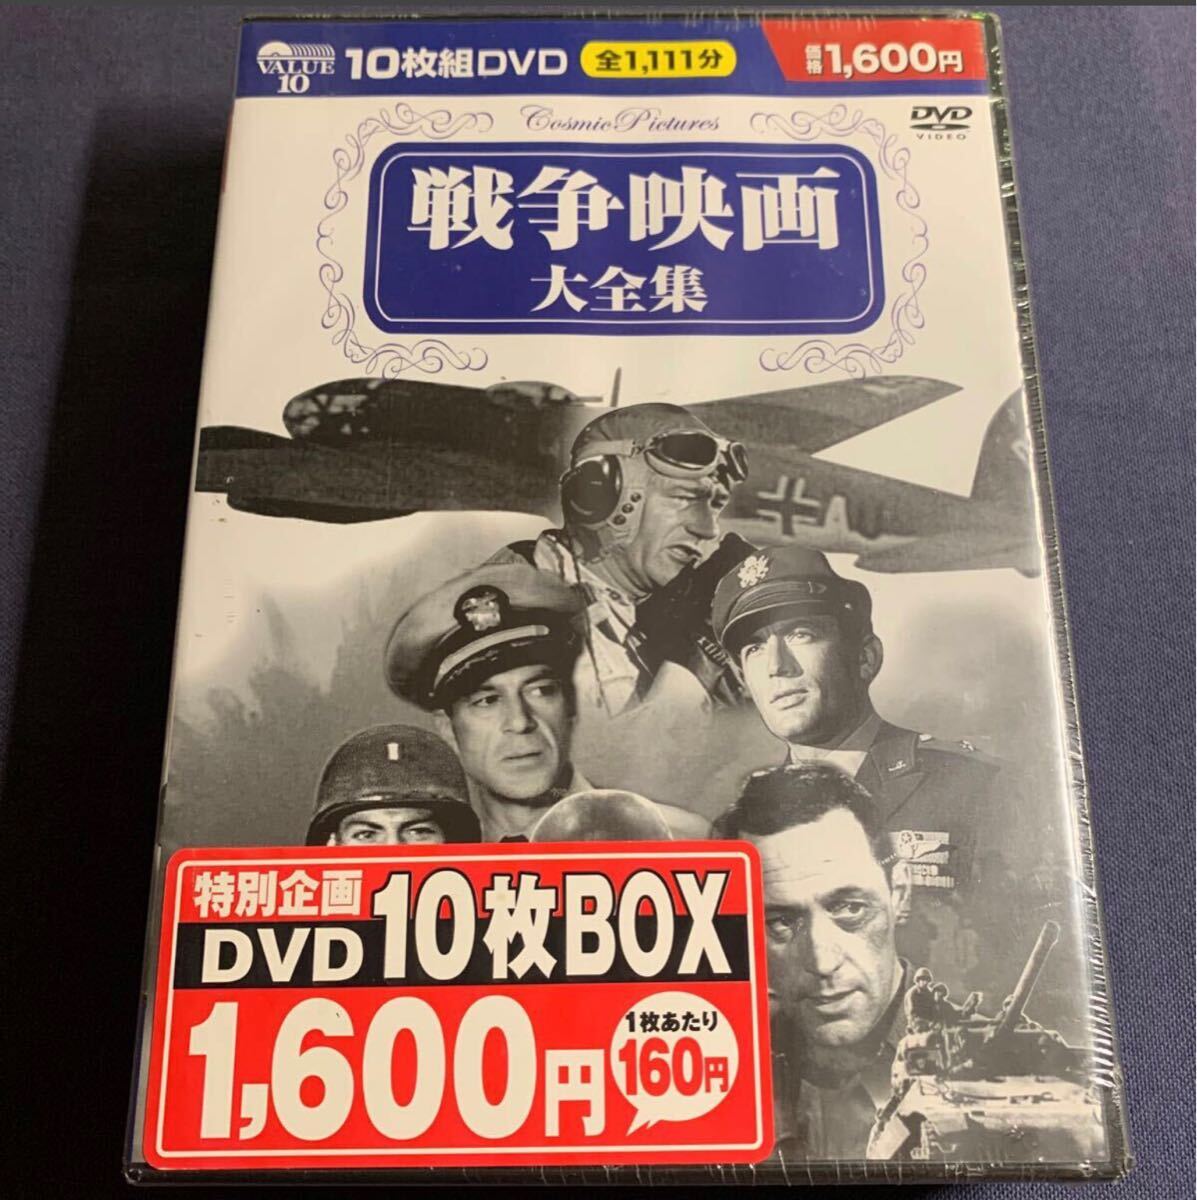 VALUE
10
10枚組DVD
全1,111分
価格 1,600円
Cosmic Pictures
DVD
VIDEO
戦争映画
大全集
A
特別企画
DVD 10枚BOX
1,600円
1枚あたり
160円